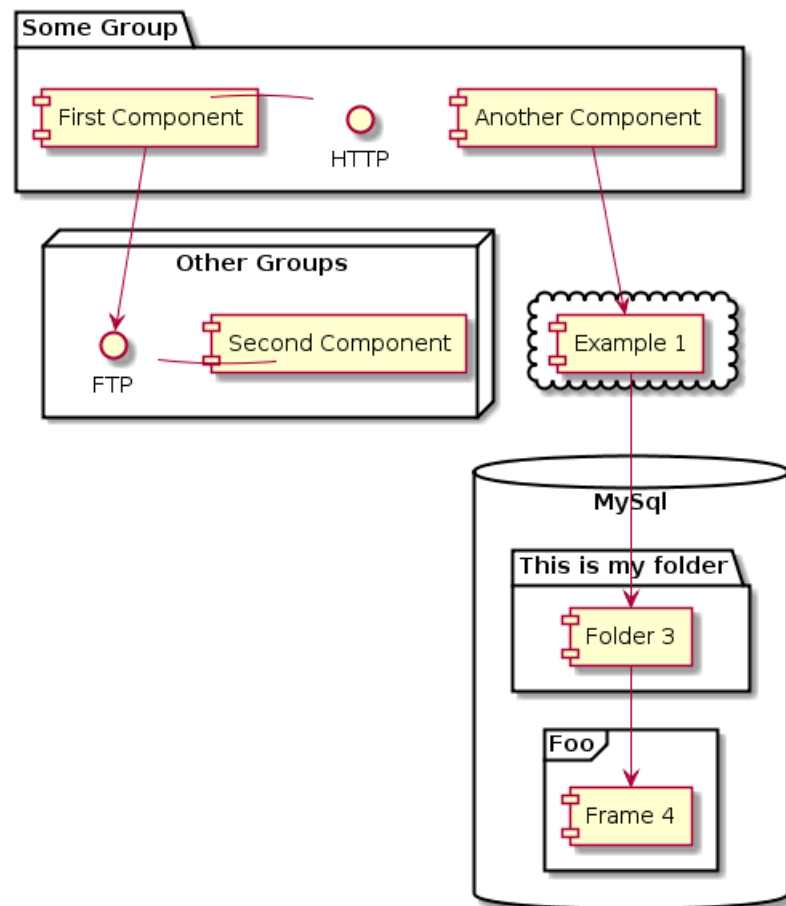 Some Group
First Component
HTTP
Another Component
Other Groups
FTP
Second Component
Example 1
MySql
This is my folder
Folder 3
Foo
Frame 4